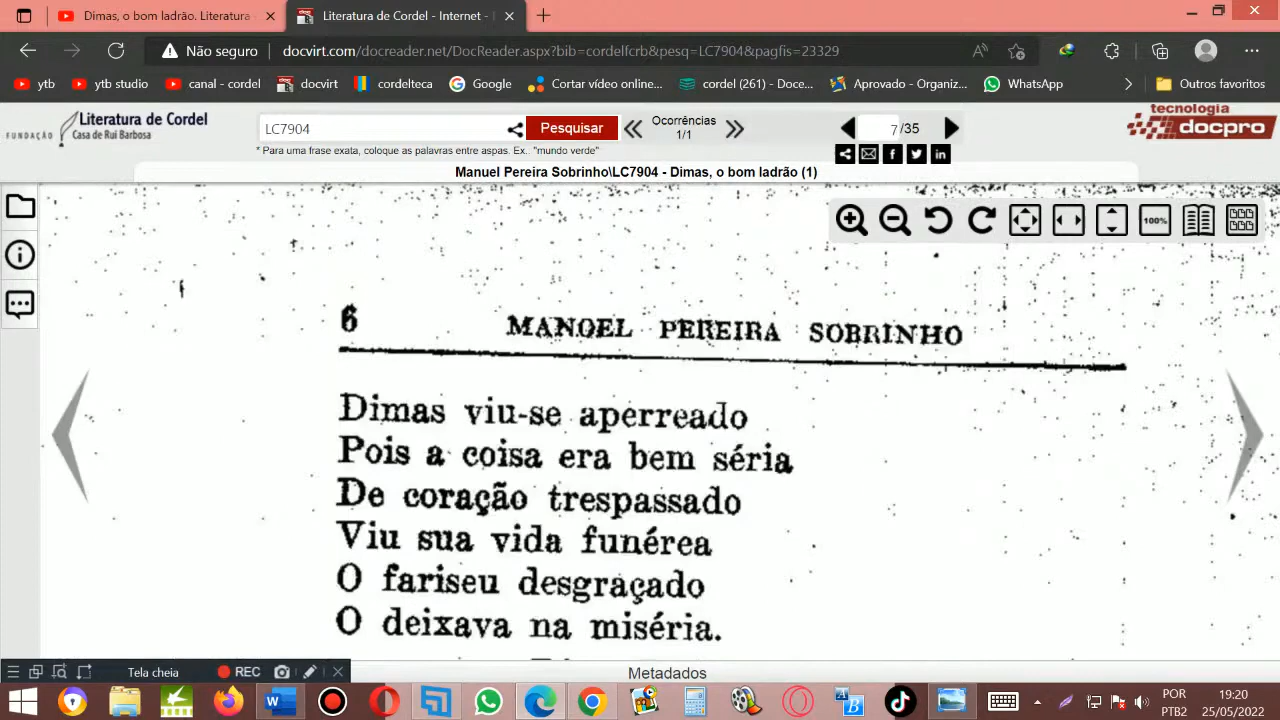 Dimas, o bom ladrão. Literatura
Literatura de Cordel - Internet - |
Não seguro
docvirt.com/docreader.net/DocReader.aspx?bib=cordelfcrb&pesq=LC7904&pagfis=23329
ytb
ytb studio
canal - cordel
docvirt
cordelteca
Google
Cortar vídeo online...
cordel (261) - Doce...
Aprovado - Organiz...
WhatsApp
Outros favoritos
FUNDAÇÃO
Literatura de Cordel
Casa de Rui Barbosa
LC7904
Pesquisar
Ocorrências
1/1
7 /35
tecnologia
docpro
* Para uma frase exata, coloque as palavras entre aspas. Ex.: "mundo verde"
Manuel Pereira Sobrinho\LC7904 - Dimas, o bom ladrão (1)
100%
6 MANOEL PEREIRA SOBRINHO
Dimas viu-se aperreado
Pois a coisa era bem séria
De coração trespassado
Viu sua vida funérea
O fariseu desgraçado
O deixava na miséria.
Tela cheia
REC
Metadados
POR
PTB2
19:20
25/05/2022